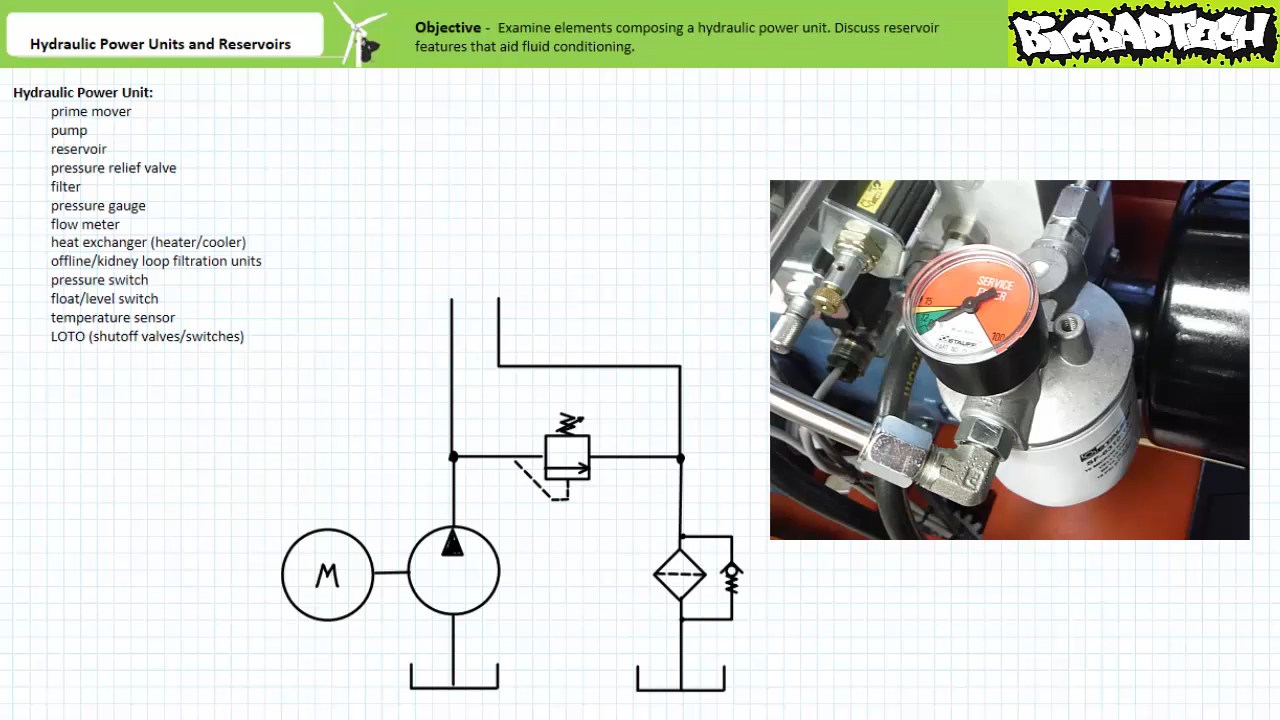 Hydraulic Power Units and Reservoirs
Objective - Examine elements composing a hydraulic power unit. Discuss reservoir
features that aid fluid conditioning.
BIGBADTECH
Hydraulic Power Unit:
prime mover
pump
reservoir
pressure relief valve
filter
pressure gauge
flow meter
heat exchanger (heater/cooler)
offline/kidney loop filtration units
pressure switch
float/level switch
temperature sensor
LOTO (shutoff valves/switches)
M
SERVICE
75
100
STAUFF
PART NO.